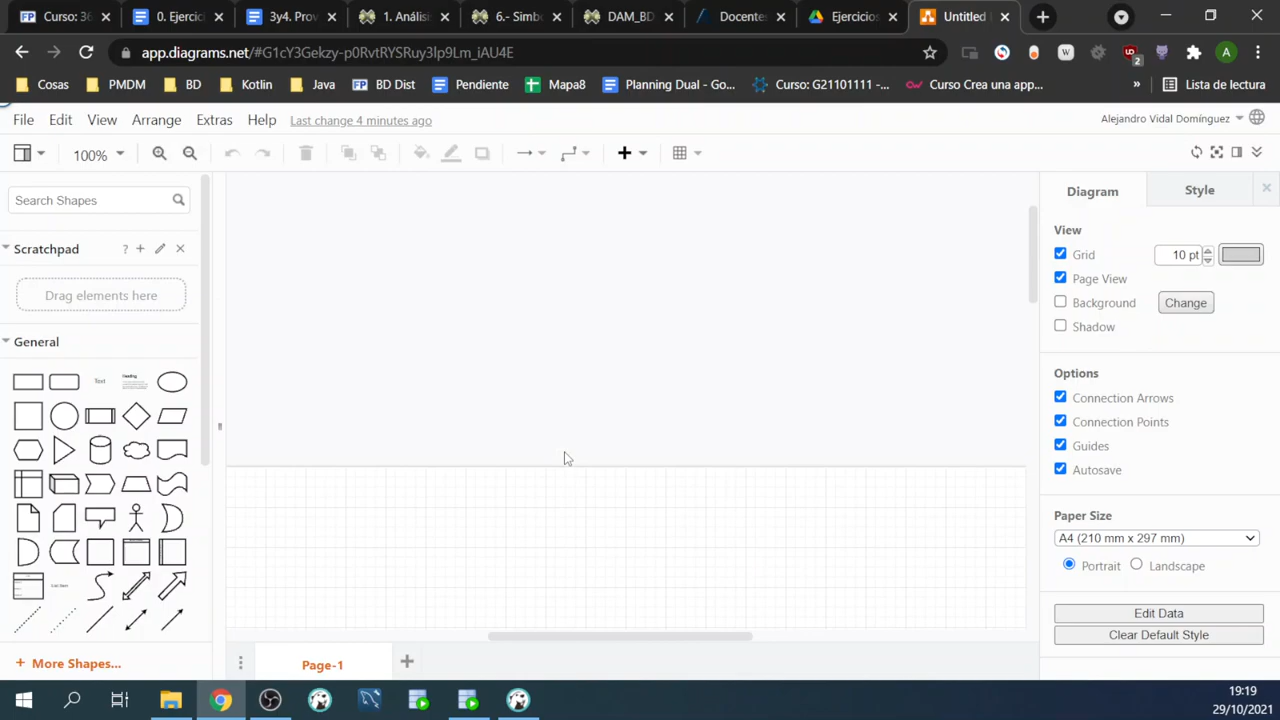 Curso: 36
0. Ejercic
3y4. Prov
1. Análisi
6.- Simbo
DAM_BD
Docente
Ejercicios
Untitled
app.diagrams.net/#G1cY3Gekzy-p0RvtRYSRuy3lp9Lm_iAU4E
Cosas
PMDM
BD
Kotlin
Java
BD Dist
Pendiente
Mapa8
Planning Dual - Go...
Curso: G21101111 -...
Curso Crea una app...
»
Lista de lectura
File Edit View Arrange Extras Help Last change 4 minutes ago
Alejandro Vidal Domínguez
100%
Search Shapes
Scratchpad
?
Drag elements here
General
Text
Heading
More Shapes...
Page-1
Diagram
Style
View
Grid
10 pt
Page View
Background
Change
Shadow
Options
Connection Arrows
Connection Points
Guides
Autosave
Paper Size
A4 (210 mm x 297 mm)
Portrait
Landscape
Edit Data
Clear Default Style
19:19
29/10/2021